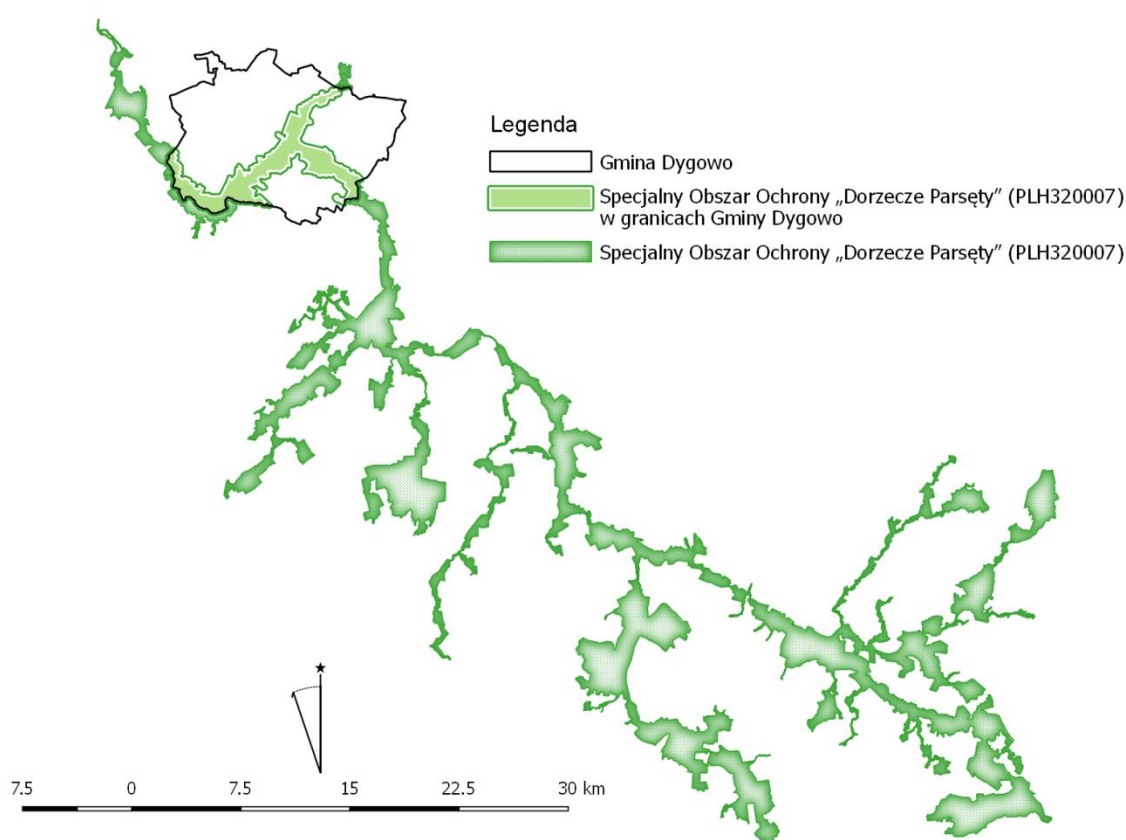 Legenda
Gmina Dygowo
Specjalny Obszar Ochrony „Dorzecze Parsęty” (PLH320007)
w granicach Gminy Dygowo
Specjalny Obszar Ochrony „Dorzecze Parsęty” (PLH320007)
7.5 0 7.5 15 22.5 30 km